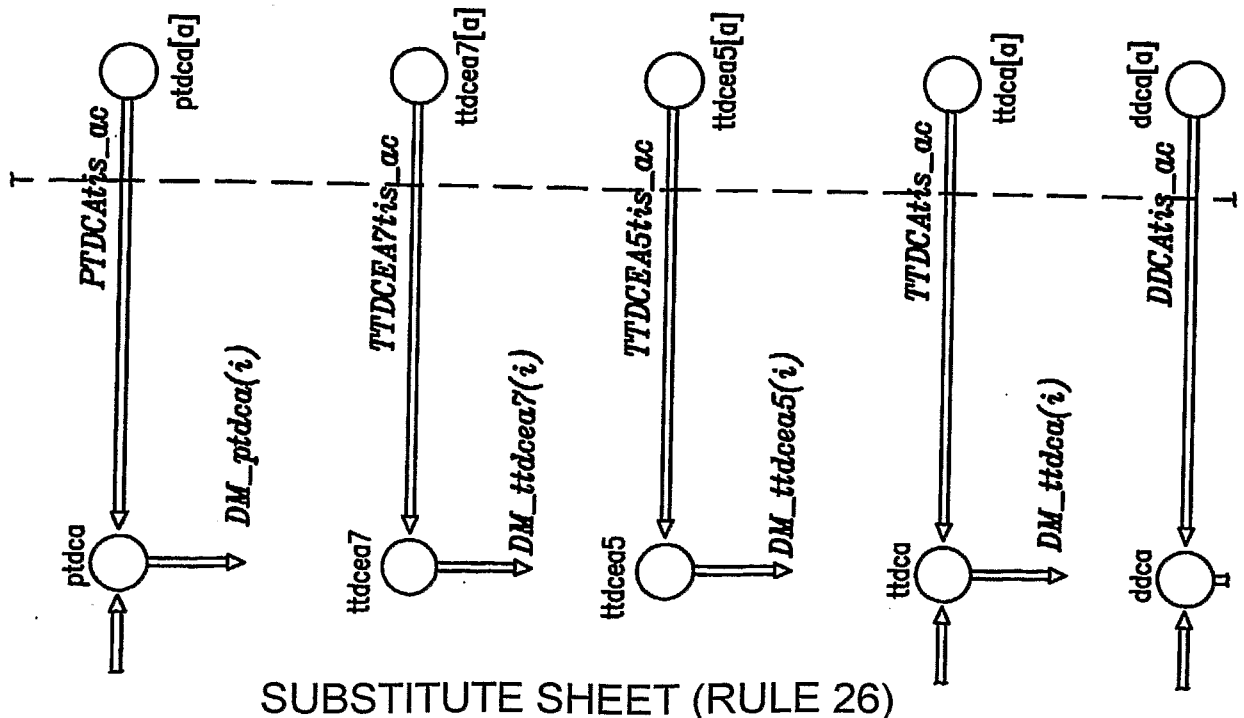 ptdca[a]
PTDCAtis_ac
DM_ptdca(i)
ptdca
ttdcea7[a]
TTDCEA7tis_ac
DM_ttdcea7(i)
ttdcea7
ttdcea5[a]
TTDCEA5tis_ac
DM_ttdcea5(i)
ttdcea5
ttdca[a]
TTDCAtis_ac
DM_ttdca(i)
ttdca
ddca[a]
DDCAtis_ac
ddca
SUBSTITUTE SHEET (RULE 26)